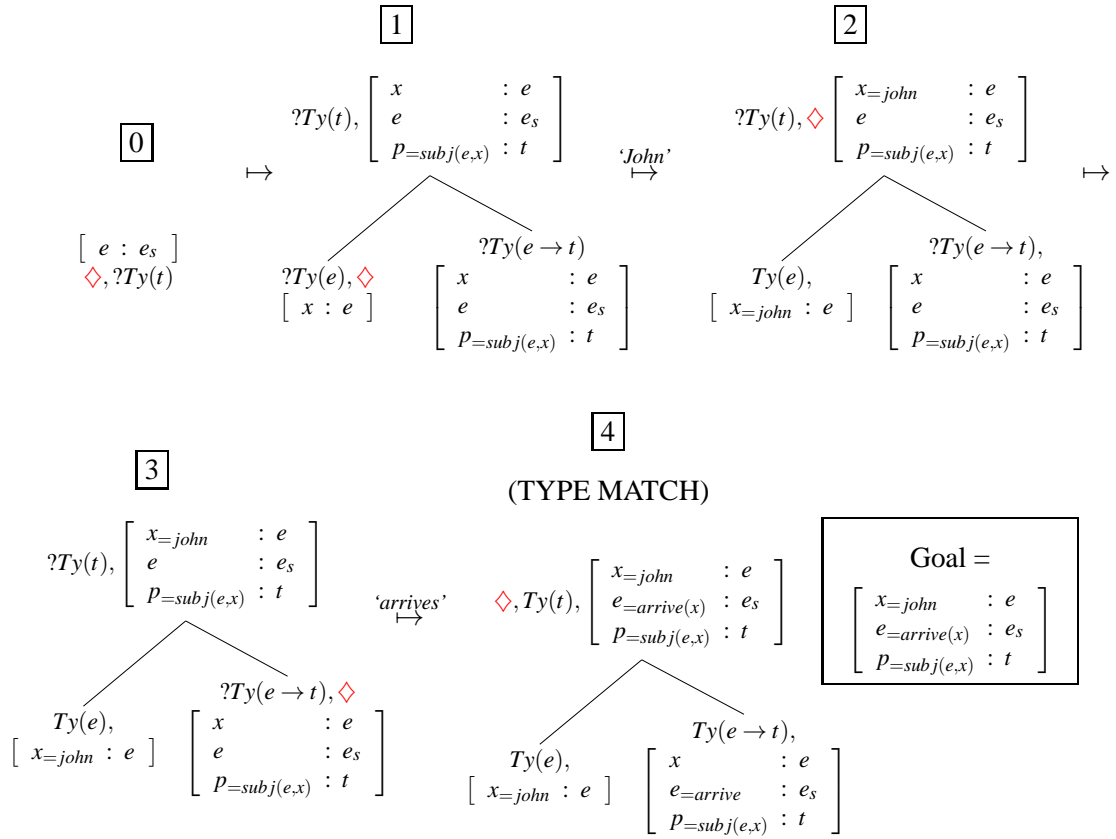 1
2
?Ty(t), [ x : e
e : e_s
p_{=subj(e,x)} : t ]
?Ty(t), ◇ [ x_{=john} : e
e : e_s
p_{=subj(e,x)} : t ]
0
↦
‘John’
↦
↦
[ e : e_s ]
◇, ?Ty(t)
?Ty(e), ◇
[ x : e ]
?Ty(e → t)
[ x : e
e : e_s
p_{=subj(e,x)} : t ]
Ty(e),
[ x_{=john} : e ]
?Ty(e → t),
[ x : e
e : e_s
p_{=subj(e,x)} : t ]
3
4
(TYPE MATCH)
?Ty(t), [ x_{=john} : e
e : e_s
p_{=subj(e,x)} : t ]
‘arrives’
↦
◇, Ty(t), [ x_{=john} : e
e_{=arrive(x)} : e_s
p_{=subj(e,x)} : t ]
Goal =
[ x_{=john} : e
e_{=arrive(x)} : e_s
p_{=subj(e,x)} : t ]
Ty(e),
[ x_{=john} : e ]
?Ty(e → t), ◇
[ x : e
e : e_s
p_{=subj(e,x)} : t ]
Ty(e),
[ x_{=john} : e ]
Ty(e → t),
[ x : e
e_{=arrive} : e_s
p_{=subj(e,x)} : t ]